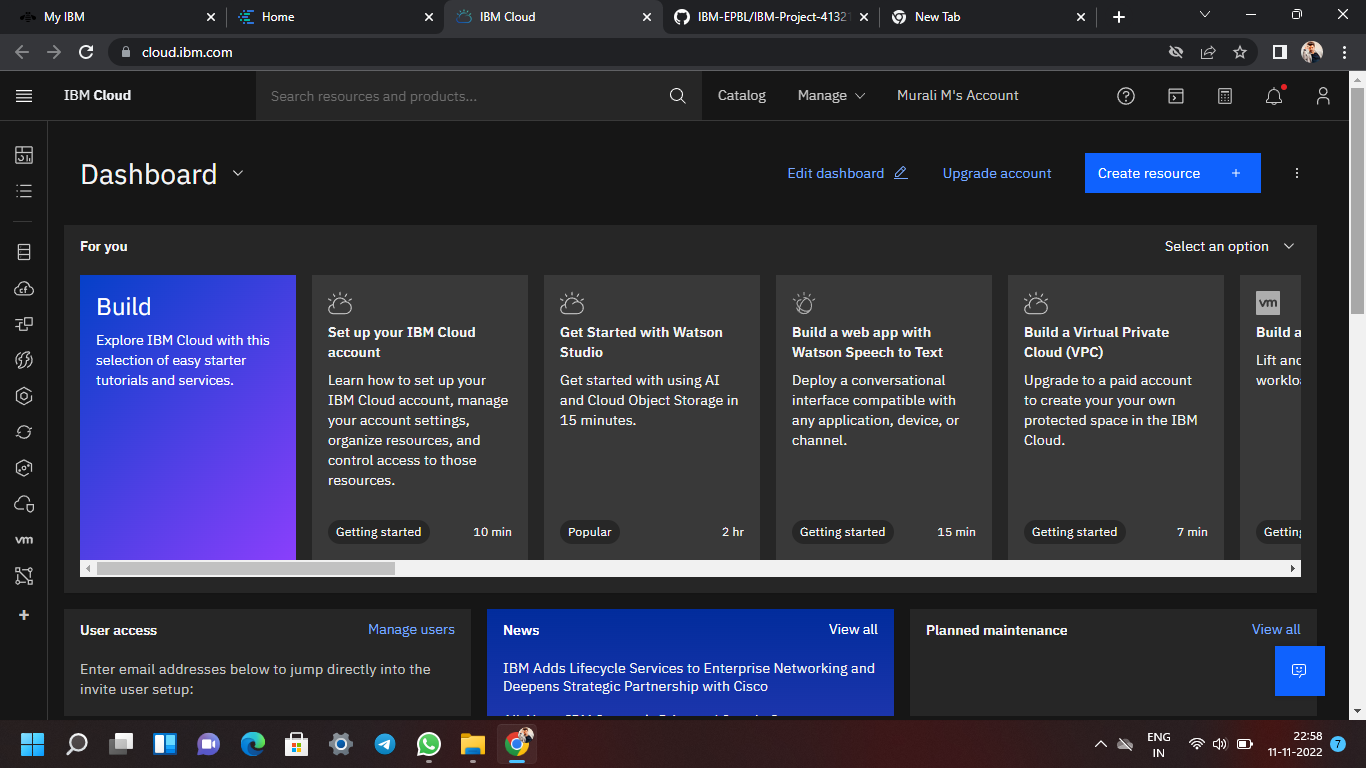 My IBM
Home
IBM Cloud
IBM-EPBL/IBM-Project-41321
New Tab
cloud.ibm.com
IBM Cloud
Search resources and products...
Catalog
Manage
Murali M's Account
Dashboard
Edit dashboard
Upgrade account
Create resource +
For you
Select an option
Build
Explore IBM Cloud with this
selection of easy starter
tutorials and services.
Set up your IBM Cloud
account
Learn how to set up your
IBM Cloud account, manage
your account settings,
organize resources, and
control access to those
resources.
Getting started 10 min
Get Started with Watson
Studio
Get started with using AI
and Cloud Object Storage in
15 minutes.
Popular 2 hr
Build a web app with
Watson Speech to Text
Deploy a conversational
interface compatible with
any application, device, or
channel.
Getting started 15 min
Build a Virtual Private
Cloud (VPC)
Upgrade to a paid account
to create your your own
protected space in the IBM
Cloud.
Getting started 7 min
vm
Build a
Lift and
workloa
Getting
cf
vm
User access Manage users
Enter email addresses below to jump directly into the
invite user setup:
News View all
IBM Adds Lifecycle Services to Enterprise Networking and
Deepens Strategic Partnership with Cisco
Planned maintenance View all
ENG
IN
22:58
11-11-2022
7